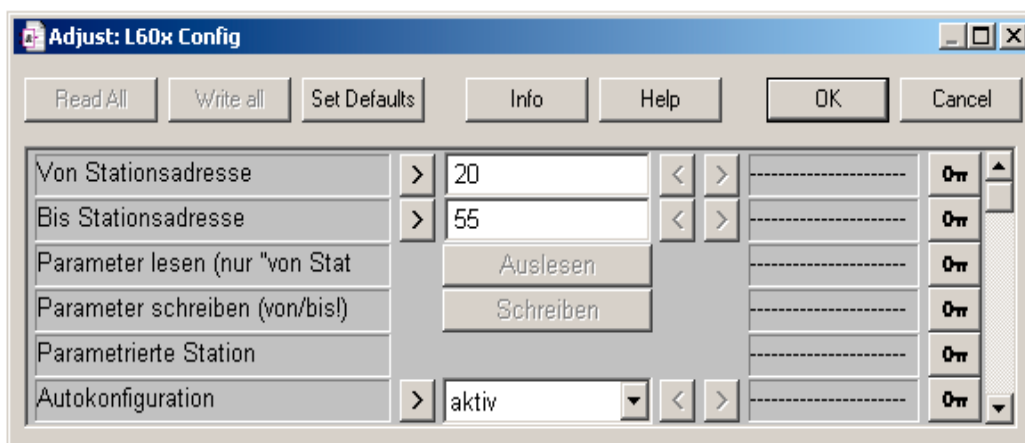 Adjust: L60x Config
Read All Write all Set Defaults Info Help OK Cancel
Von Stationsadresse > 20 < > ---------------------
Bis Stationsadresse > 55 < > ---------------------
Parameter lesen (nur "von Stat Auslesen ---------------------
Parameter schreiben (von/bis!) Schreiben ---------------------
Parametrierte Station ---------------------
Autokonfiguration > aktiv < > ---------------------